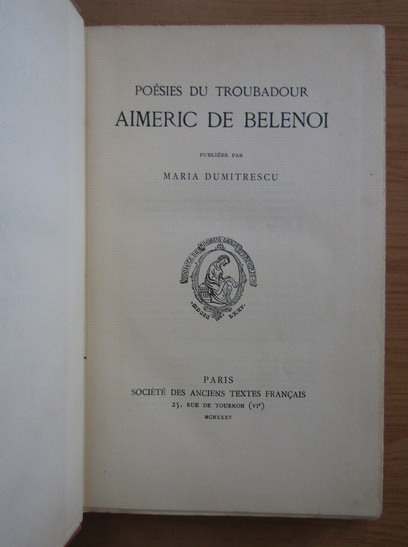 POÉSIES DU TROUBADOUR
AIMERIC DE BELENOI
PUBLIÉES PAR
MARIA DUMITRESCU
PARIS
SOCIÉTÉ DES ANCIENS TEXTES FRANÇAIS
25, RUE DE TOURNON (VIᵉ)
MCMXXXV